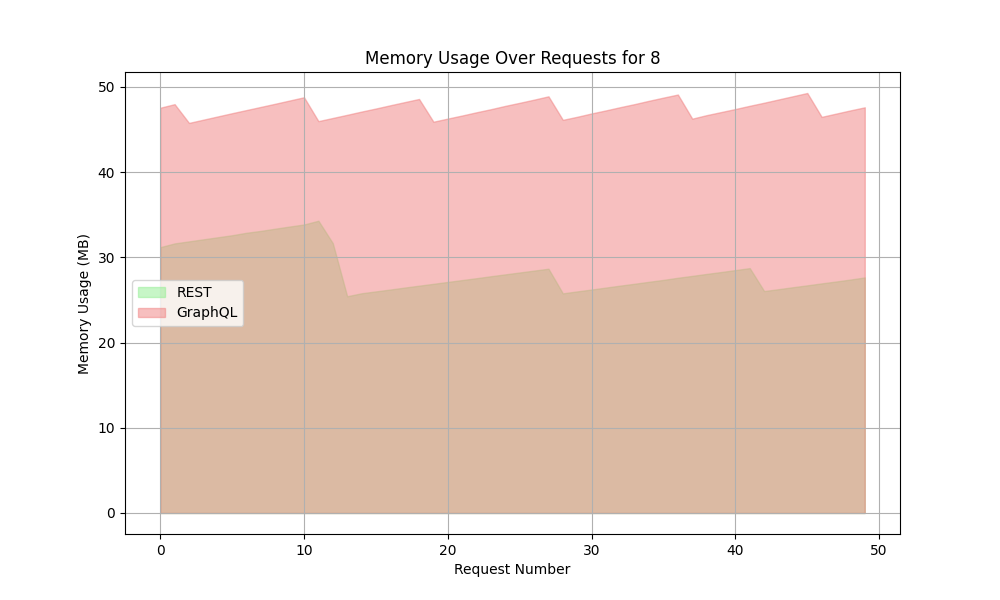 Memory Usage Over Requests for 8
Memory Usage (MB)
50
40
30
20
10
0
REST
GraphQL
0 10 20 30 40 50
Request Number